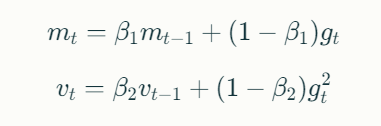 m_t = β_1 m_{t−1} + (1 − β_1) g_t
v_t = β_2 v_{t−1} + (1 − β_2) g_t^2